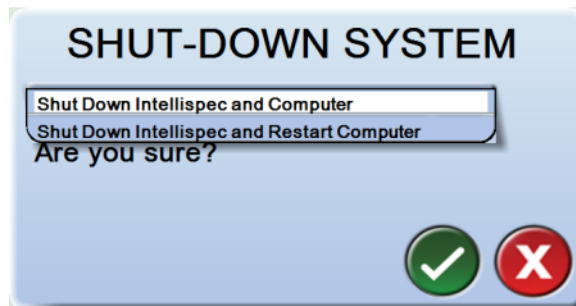 SHUT-DOWN SYSTEM
Shut Down Intellispec and Computer
Shut Down Intellispec and Restart Computer
Are you sure?